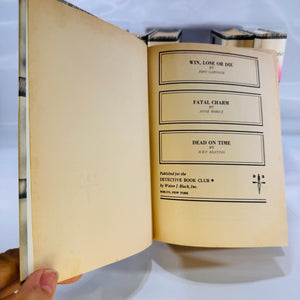 WIN, LOSE OR DIE
BY
JOHN GARDNER
FATAL CHARM
BY
ANNE MORICE
DEAD ON TIME
BY
H.R.F. KEATING
Published for the
DETECTIVE BOOK CLUB
by Walter J. Black, Inc.
ROSLYN, NEW YORK